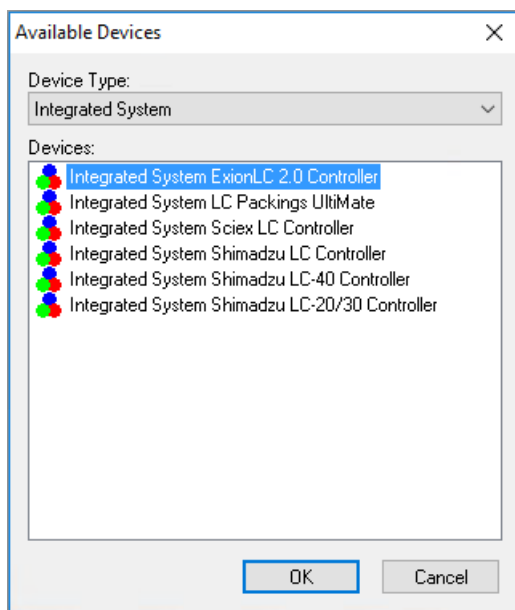 Available Devices
Device Type:
Integrated System
Devices:
Integrated System ExionLC 2.0 Controller
Integrated System LC Packings UltiMate
Integrated System Sciex LC Controller
Integrated System Shimadzu LC Controller
Integrated System Shimadzu LC-40 Controller
Integrated System Shimadzu LC-20/30 Controller
OK
Cancel